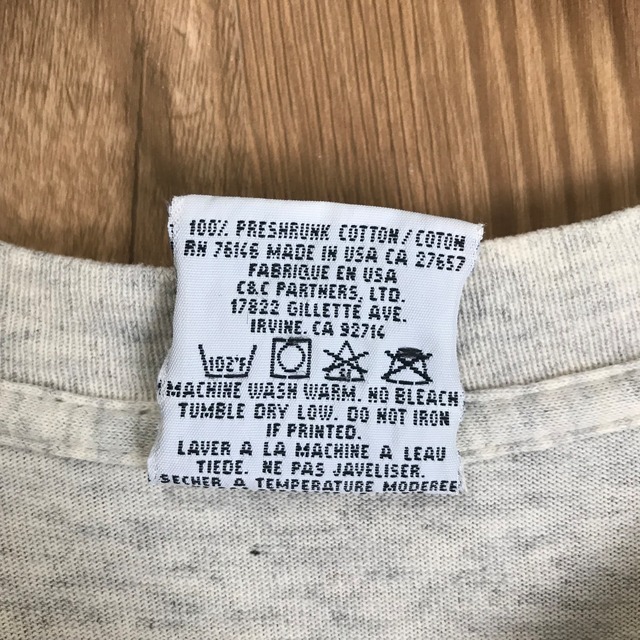 100% PRESHRUNK COTTON/COTON
RN 76146 MADE IN USA CA 27657
FABRIQUE EN USA
C&C PARTNERS, LTD.
17822 GILLETTE AVE.
IRVINE. CA 92714
102°F
MACHINE WASH WARM. NO BLEACH
TUMBLE DRY LOW. DO NOT IRON
IF PRINTED.
LAVER A LA MACHINE A LEAU
TIEDE. NE PAS JAVELISER.
SECHER A TEMPERATURE MODEREE